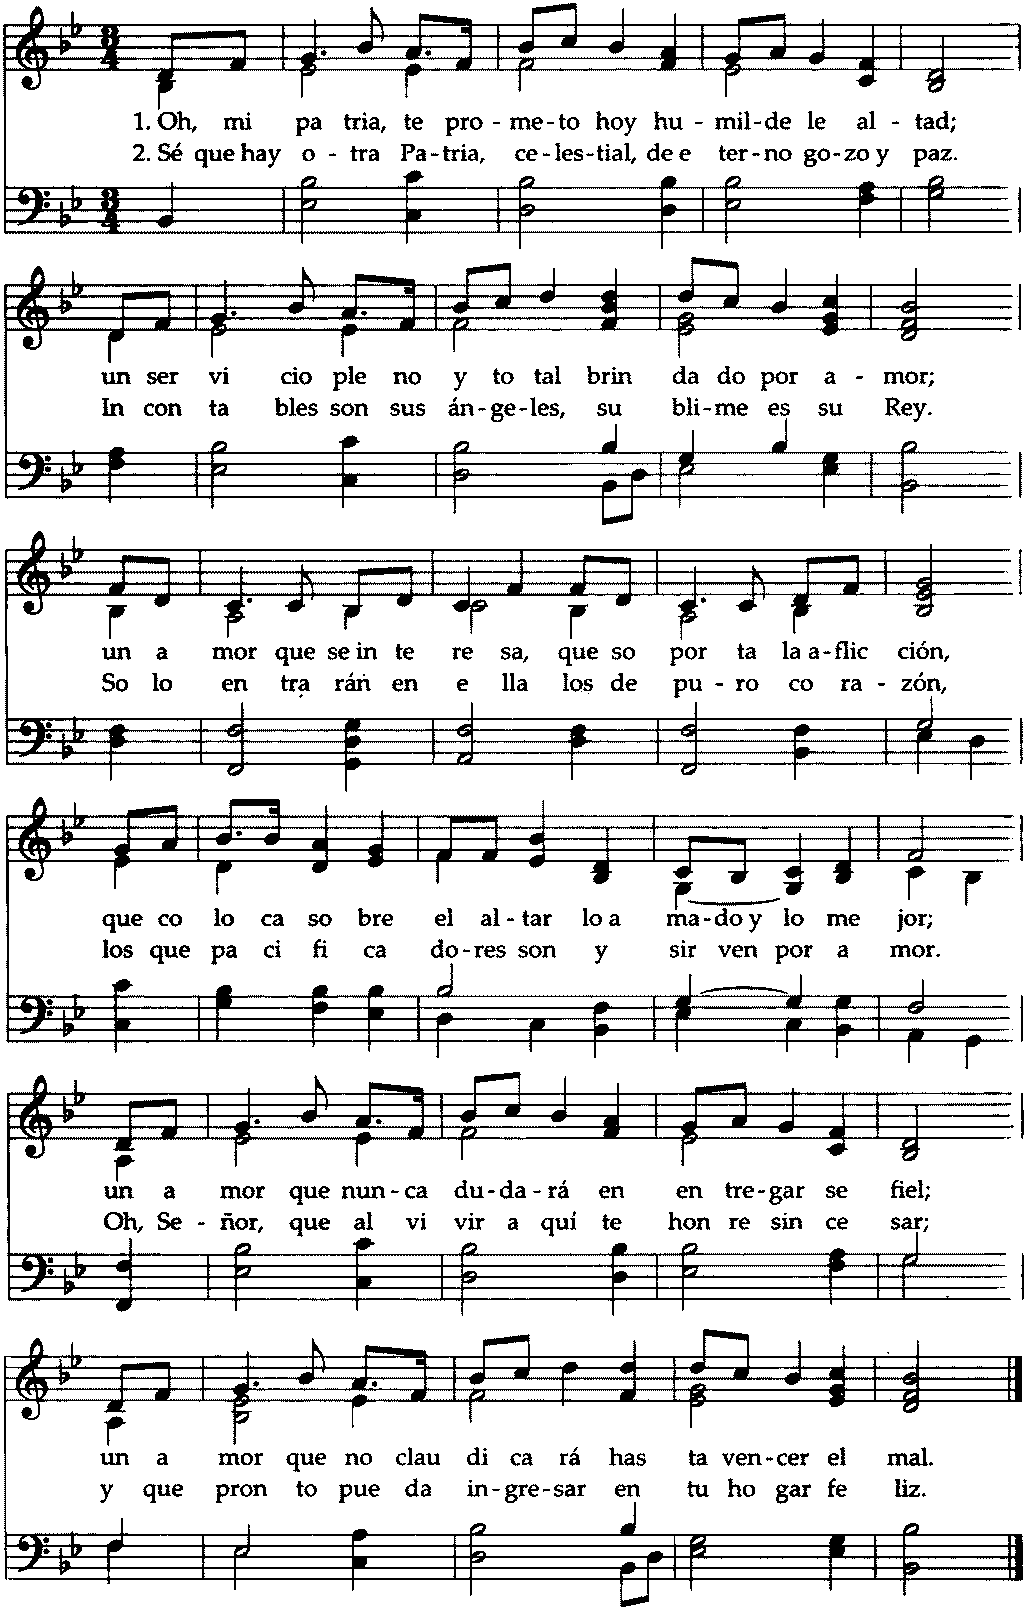 1. Oh, mi pa tria, te pro - me-to hoy hu - mil-de le al - tad;
2. Sé que hay o - tra Pa-tria, ce-les-tial, de e ter-no go-zo y paz.
un ser vi cio ple no y to tal brin da do por a - mor;
In con ta bles son sus án-ge-les, su bli-me es su Rey.
un a mor que se in te re sa, que so por ta la a-flic ción,
So lo en tra rán en e lla los de pu - ro co ra - zón,
que co lo ca so bre el al-tar lo a ma-do y lo me jor;
los que pa ci fi ca do-res son y sir ven por a mor.
un a mor que nun-ca du-da-rá en en tre-gar se fiel;
Oh, Se - ñor, que al vi vir a quí te hon re sin ce sar;
un a mor que no clau di ca rá has ta ven-cer el mal.
y que pron to pue da in-gre-sar en tu ho gar fe liz.